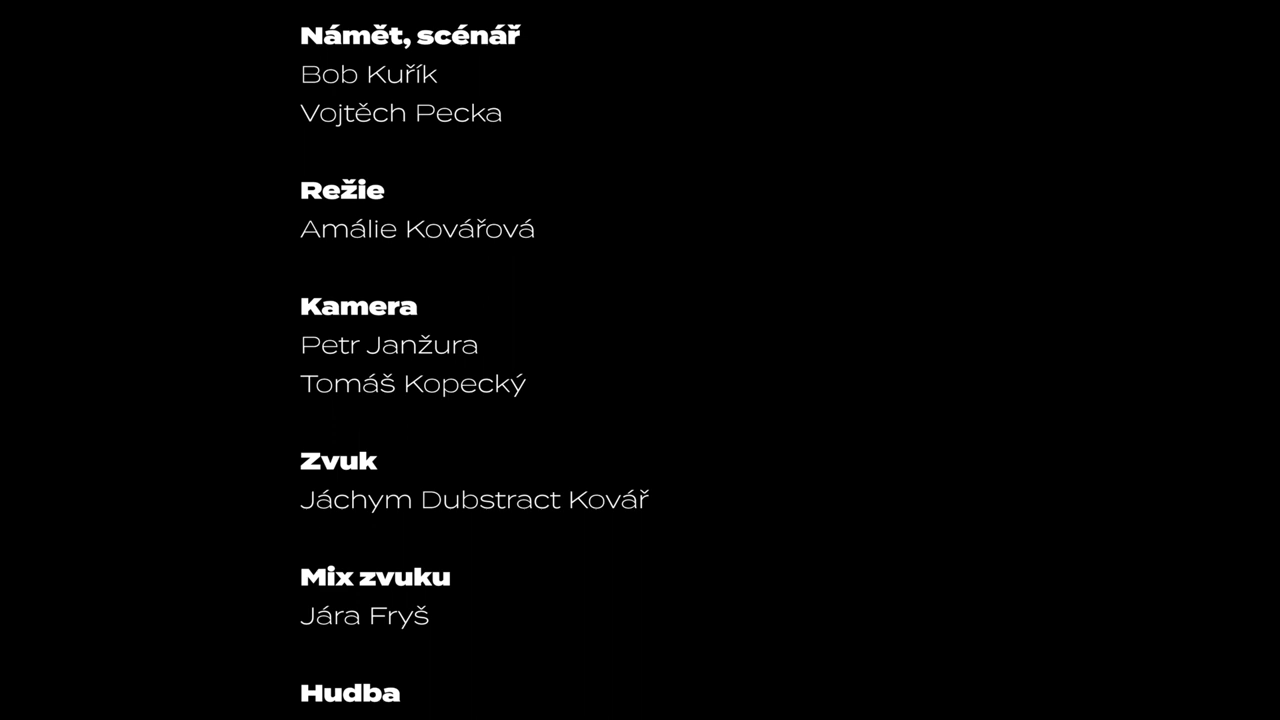 Námět, scénář
Bob Kuřík
Vojtěch Pecka
Režie
Amálie Kovářová
Kamera
Petr Janžura
Tomáš Kopecký
Zvuk
Jáchym Dubstract Kovář
Mix zvuku
Jára Fryš
Hudba